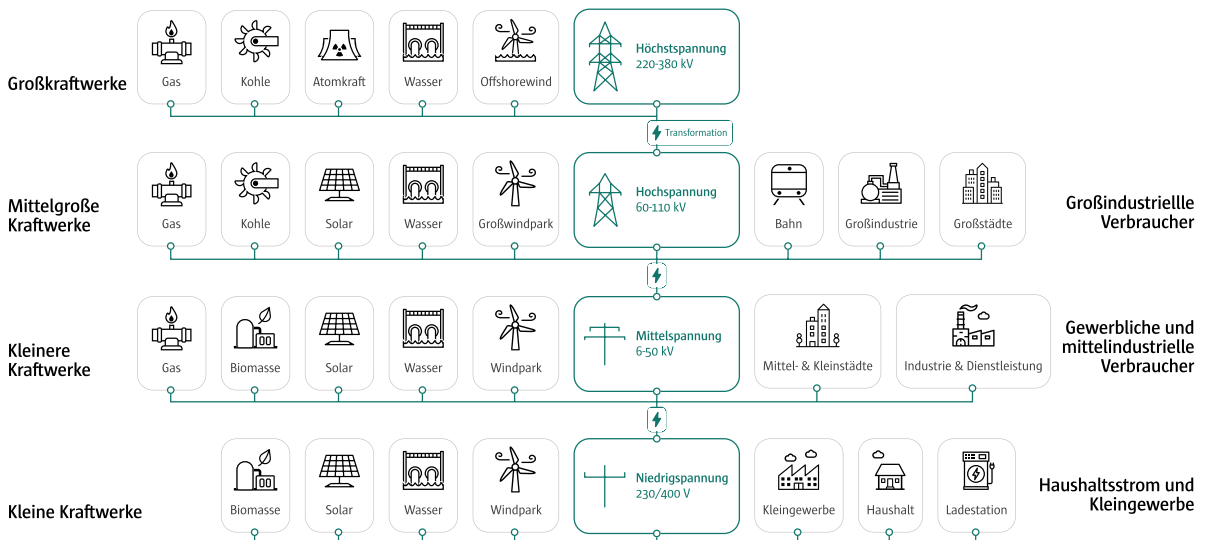 Großkraftwerke
Gas
Kohle
Atomkraft
Wasser
Offshorewind
Höchstspannung
220-380 kV
Transformation
Mittelgroße
Kraftwerke
Gas
Kohle
Solar
Wasser
Großwindpark
Hochspannung
60-110 kV
Bahn
Großindustrie
Großstädte
Großindustriellle
Verbraucher
Kleinere
Kraftwerke
Gas
Biomasse
Solar
Wasser
Windpark
Mittelspannung
6-50 kV
Mittel- & Kleinstädte
Industrie & Dienstleistung
Gewerbliche und
mittelindustrielle
Verbraucher
Kleine Kraftwerke
Biomasse
Solar
Wasser
Windpark
Niedrigspannung
230/400 V
Kleingewerbe
Haushalt
Ladestation
Haushaltsstrom und
Kleingewerbe